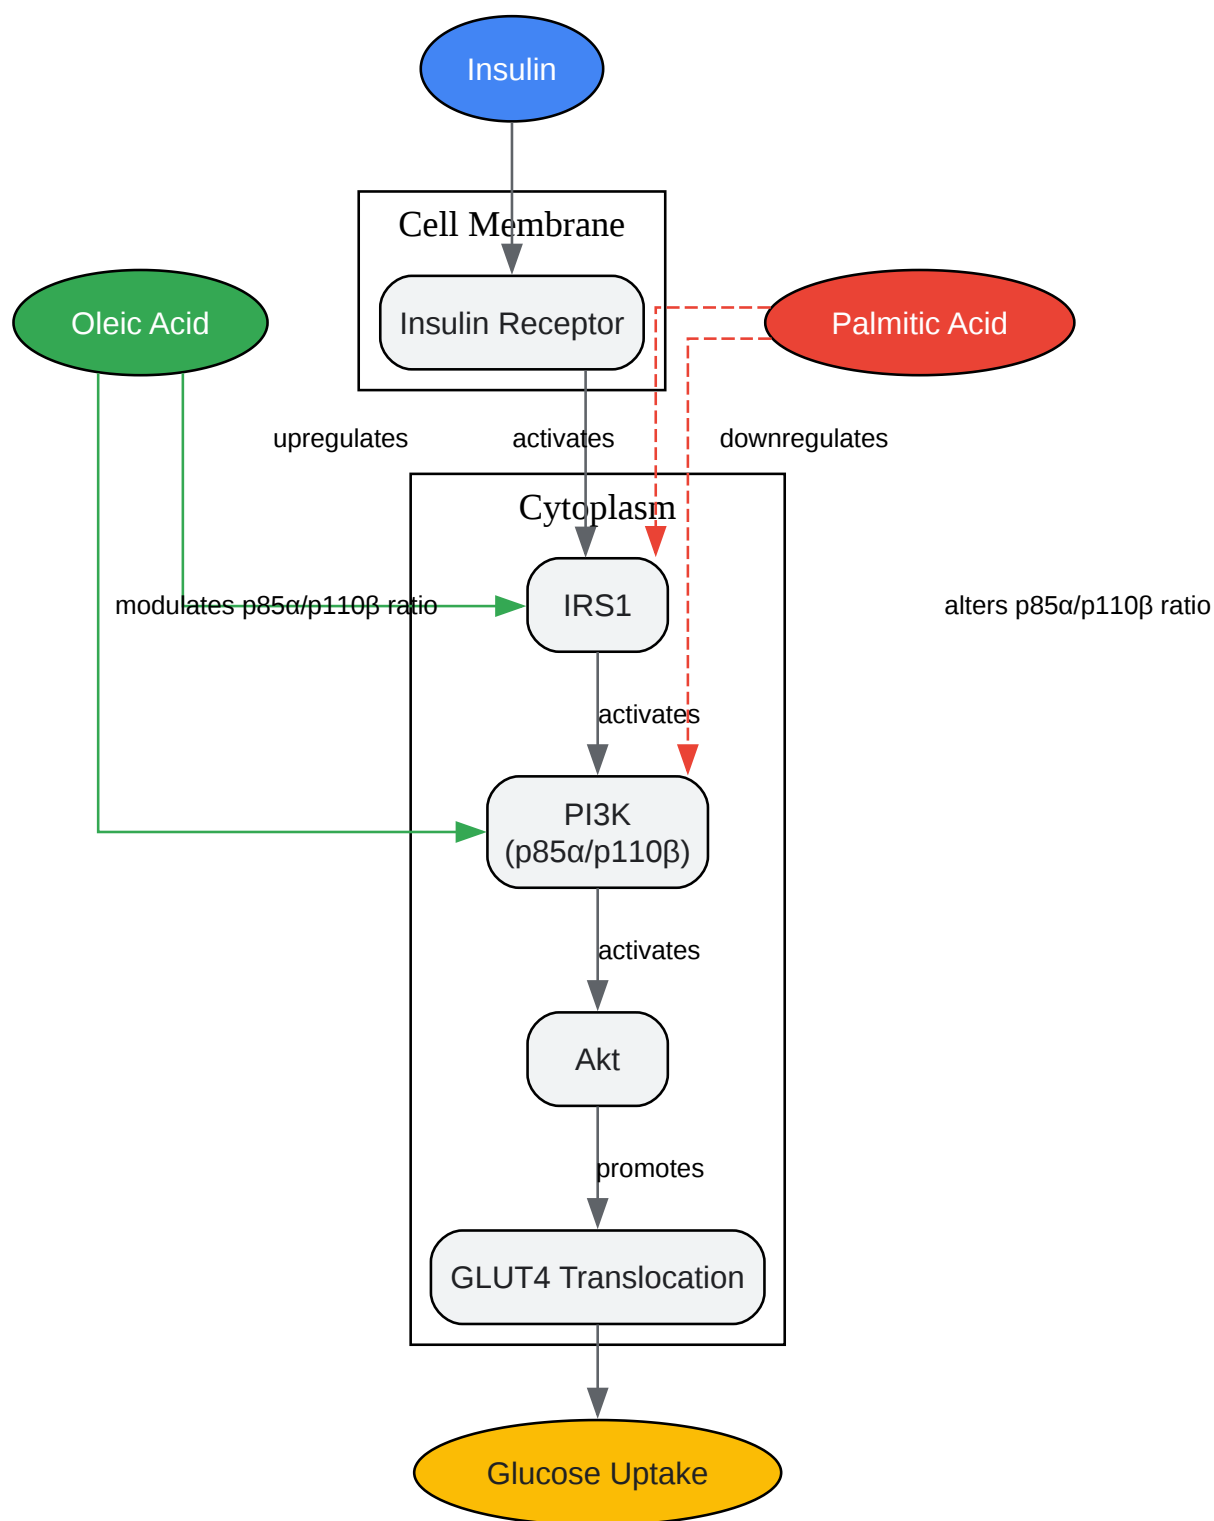 Insulin
Cell Membrane
Oleic Acid
Insulin Receptor
Palmitic Acid
upregulates
activates
downregulates
Cytoplasm
modulates p85α/p110β ratio
IRS1
alters p85α/p110β ratio
activates
PI3K
(p85α/p110β)
activates
Akt
promotes
GLUT4 Translocation
Glucose Uptake